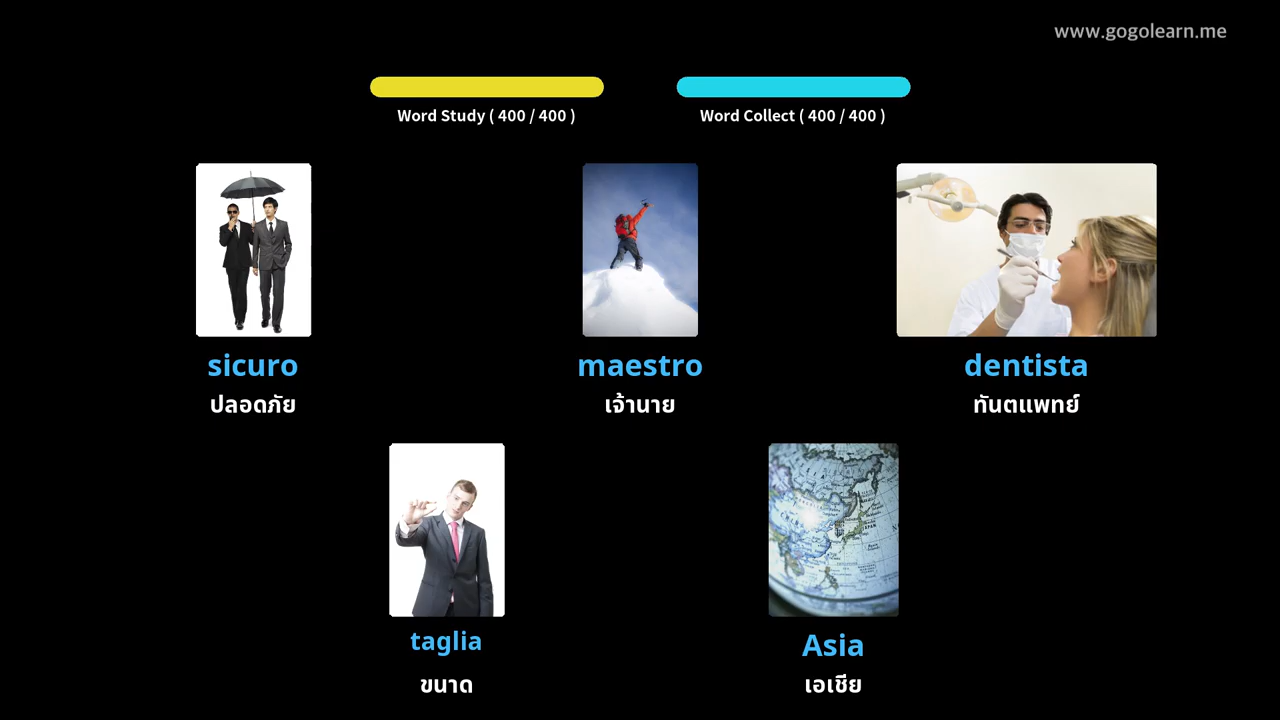 www.gogolearn.me
Word Study ( 400 / 400 )
Word Collect ( 400 / 400 )
sicuro
ปลอดภัย
maestro
เจ้านาย
dentista
ทันตแพทย์
taglia
ขนาด
Asia
เอเชีย